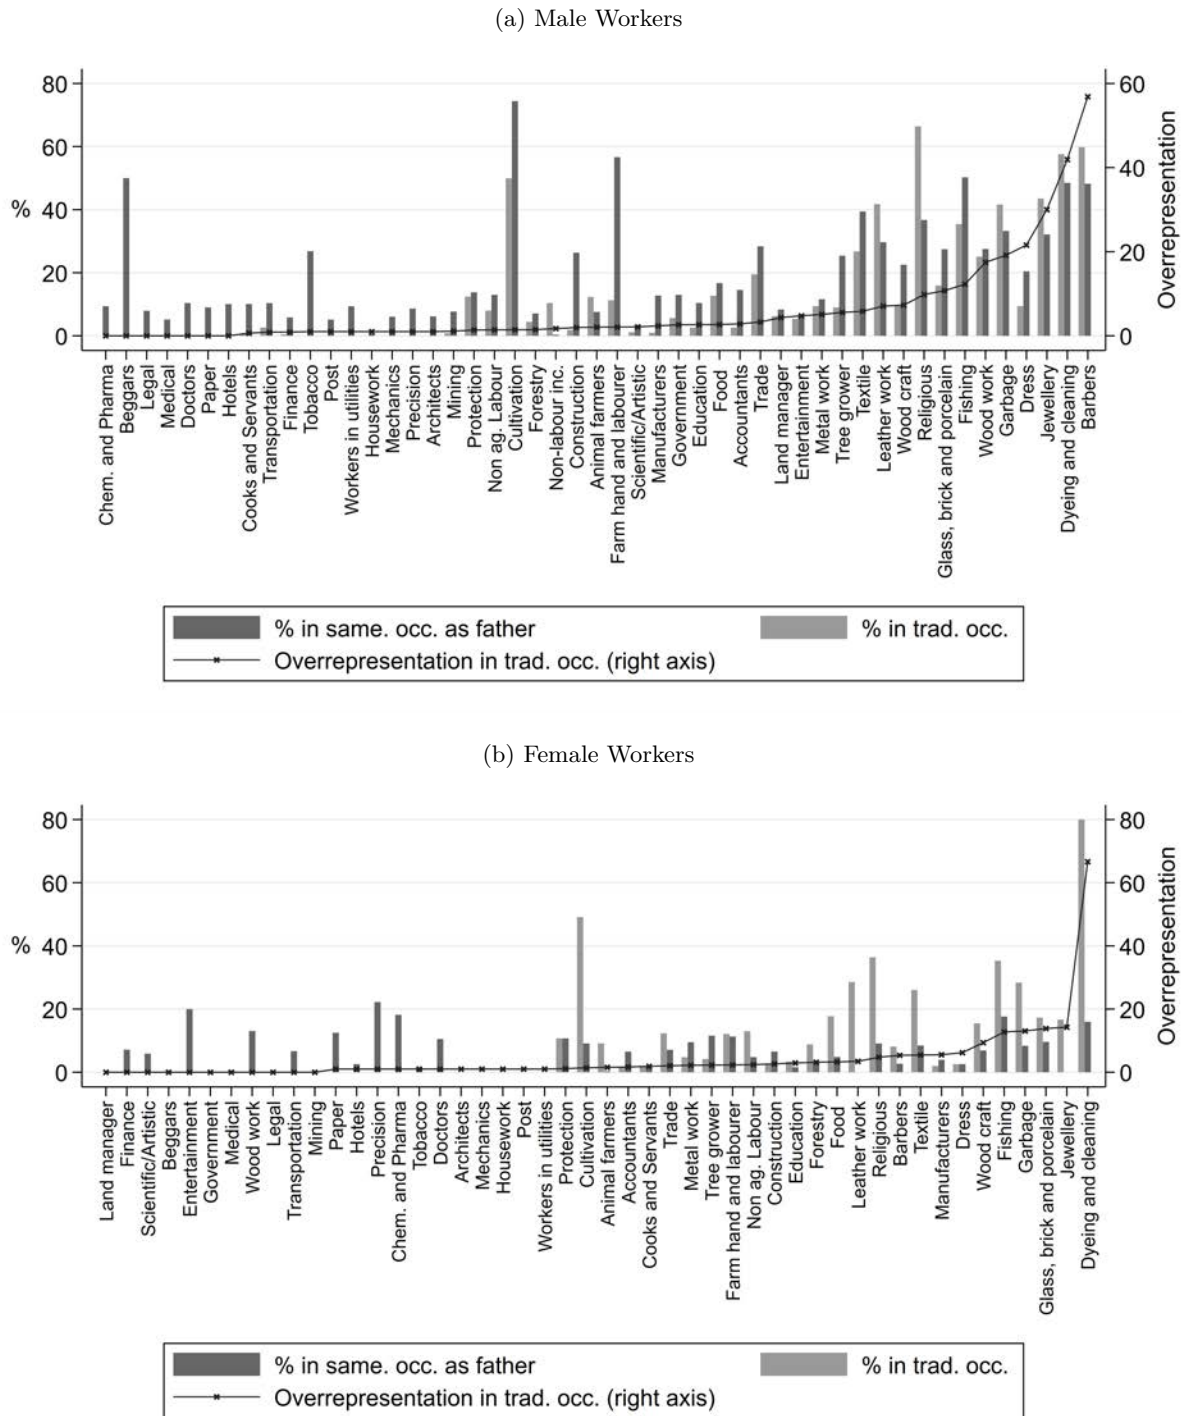 (a) Male Workers
80
60
40
20
0
%
60
40
20
0
Overrepresentation
Chem. and Pharma
Beggars
Legal
Medical
Doctors
Paper
Hotels
Cooks and Servants
Transportation
Finance
Tobacco
Post
Workers in utilities
Housework
Mechanics
Precision
Architects
Mining
Protection
Non ag. Labour
Cultivation
Forestry
Non-labour inc.
Construction
Animal farmers
Farm hand and labourer
Scientific/Artistic
Manufacturers
Government
Education
Food
Accountants
Trade
Land manager
Entertainment
Metal work
Tree grower
Textile
Leather work
Wood craft
Religious
Glass, brick and porcelain
Fishing
Wood work
Garbage
Dress
Jewellery
Dyeing and cleaning
Barbers
% in same. occ. as father
% in trad. occ.
Overrepresentation in trad. occ. (right axis)
(b) Female Workers
80
60
40
20
0
%
80
60
40
20
0
Overrepresentation
Land manager
Finance
Scientific/Artistic
Beggars
Entertainment
Government
Medical
Wood work
Legal
Transportation
Mining
Paper
Hotels
Precision
Chem. and Pharma
Tobacco
Doctors
Architects
Mechanics
Housework
Post
Workers in utilities
Protection
Cultivation
Animal farmers
Accountants
Cooks and Servants
Trade
Metal work
Tree grower
Farm hand and labourer
Non ag. Labour
Construction
Education
Forestry
Food
Leather work
Religious
Barbers
Textile
Manufacturers
Dress
Wood craft
Fishing
Garbage
Glass, brick and porcelain
Jewellery
Dyeing and cleaning
% in same. occ. as father
% in trad. occ.
Overrepresentation in trad. occ. (right axis)